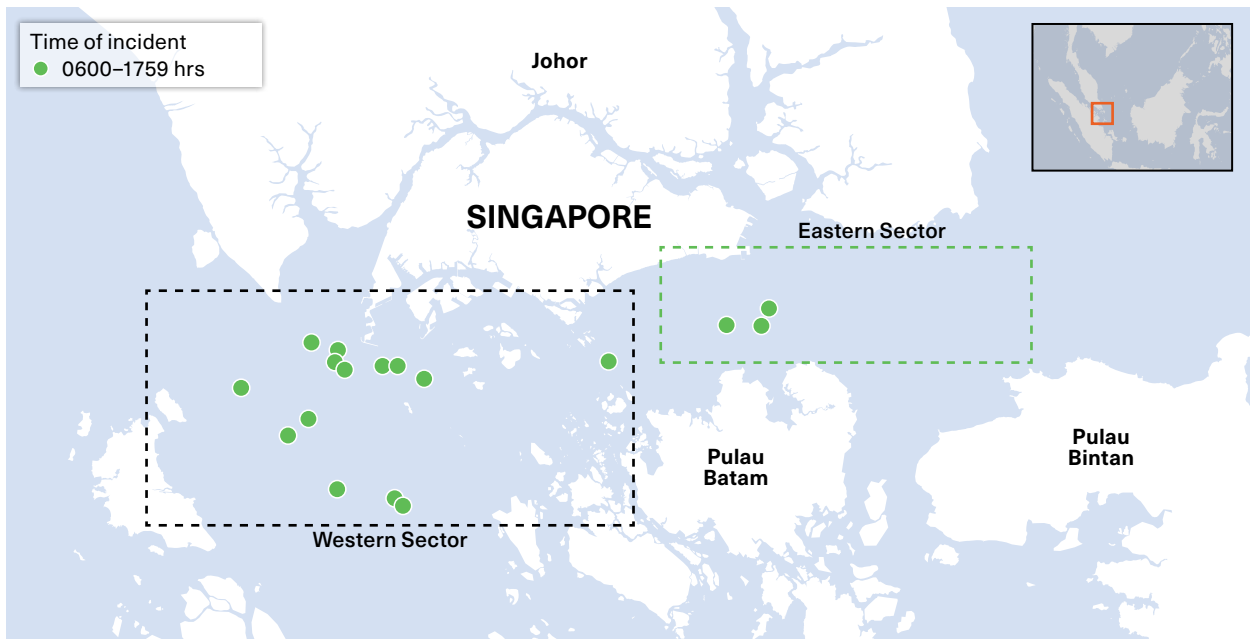 Time of incident
0600–1759 hrs
Johor
SINGAPORE
Eastern Sector
Pulau
Batam
Pulau
Bintan
Western Sector